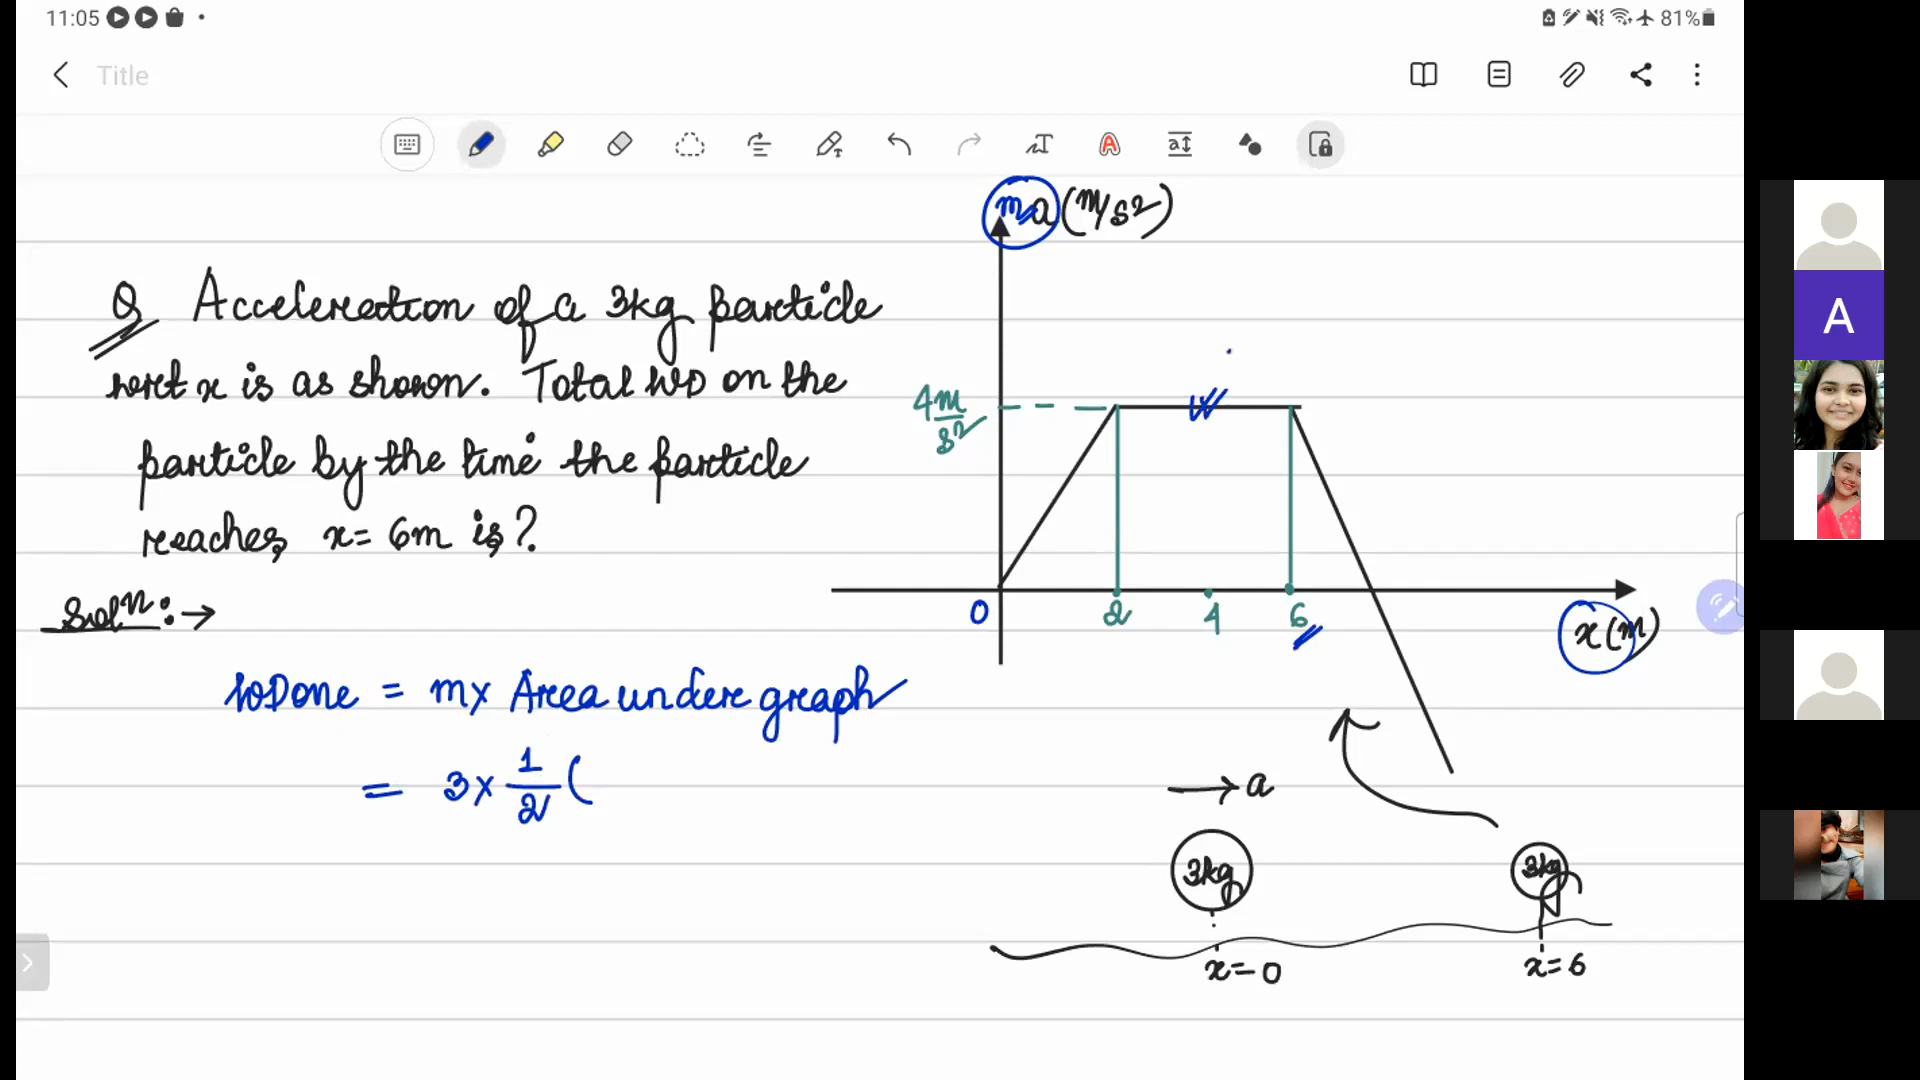 11:05
81%
Title
ma (m/s2)
Q Acceleration of a 3kg particle
wrt x is as shown. Total WD on the
particle by the time the particle
reaches x= 6m is?
Soln :→
WDone = mx Area under graph
= 3 x 1/2 (
4m/s2
W
0 2 4 6
x(m)
→ a
3kg
3kg
x=0
x=6
A